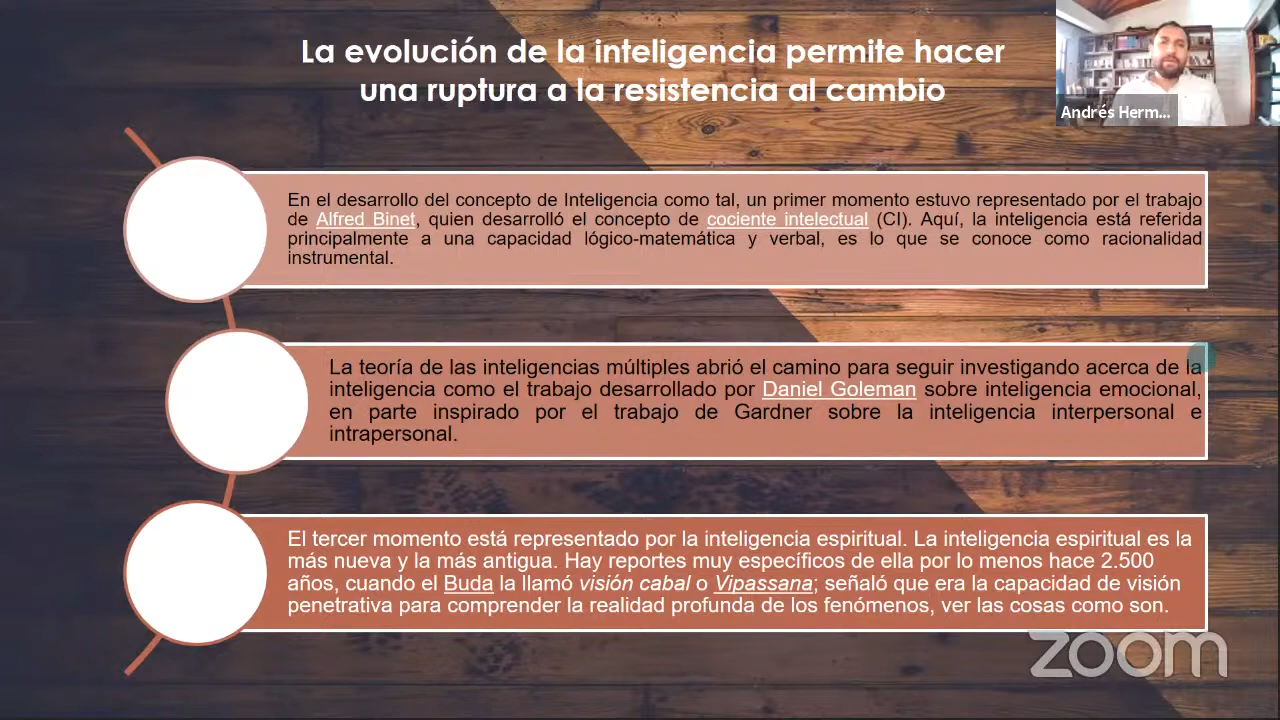 La evolución de la inteligencia permite hacer
una ruptura a la resistencia al cambio
Andrés Herm...
En el desarrollo del concepto de Inteligencia como tal, un primer momento estuvo representado por el trabajo
de Alfred Binet, quien desarrolló el concepto de cociente intelectual (CI). Aquí, la inteligencia está referida
principalmente a una capacidad lógico-matemática y verbal, es lo que se conoce como racionalidad
instrumental.
La teoría de las inteligencias múltiples abrió el camino para seguir investigando acerca de la
inteligencia como el trabajo desarrollado por Daniel Goleman sobre inteligencia emocional,
en parte inspirado por el trabajo de Gardner sobre la inteligencia interpersonal e
intrapersonal.
El tercer momento está representado por la inteligencia espiritual. La inteligencia espiritual es la
más nueva y la más antigua. Hay reportes muy específicos de ella por lo menos hace 2.500
años, cuando el Buda la llamó visión cabal o Vipassana; señaló que era la capacidad de visión
penetrativa para comprender la realidad profunda de los fenómenos, ver las cosas como son.
zoom